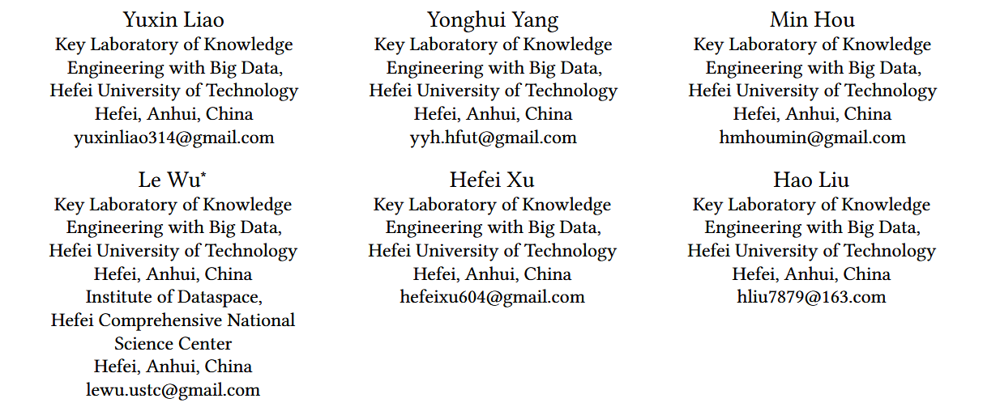 Yuxin Liao
Key Laboratory of Knowledge
Engineering with Big Data,
Hefei University of Technology
Hefei, Anhui, China
yuxinliao314@gmail.com
Yonghui Yang
Key Laboratory of Knowledge
Engineering with Big Data,
Hefei University of Technology
Hefei, Anhui, China
yyh.hfut@gmail.com
Min Hou
Key Laboratory of Knowledge
Engineering with Big Data,
Hefei University of Technology
Hefei, Anhui, China
hmhoumin@gmail.com
Le Wu*
Key Laboratory of Knowledge
Engineering with Big Data,
Hefei University of Technology
Hefei, Anhui, China
Institute of Dataspace,
Hefei Comprehensive National
Science Center
Hefei, Anhui, China
lewu.ustc@gmail.com
Hefei Xu
Key Laboratory of Knowledge
Engineering with Big Data,
Hefei University of Technology
Hefei, Anhui, China
hefeixu604@gmail.com
Hao Liu
Key Laboratory of Knowledge
Engineering with Big Data,
Hefei University of Technology
Hefei, Anhui, China
hliu7879@163.com